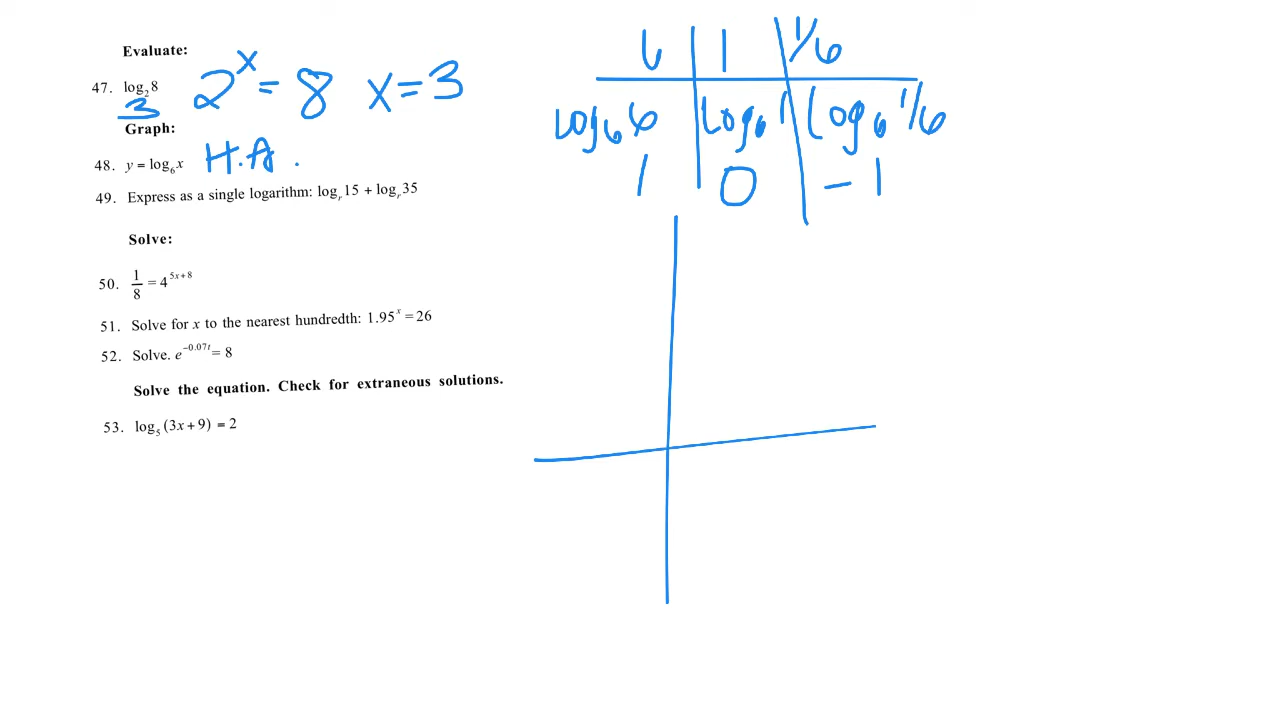 Evaluate:
47. log₂8 2ˣ = 8 x = 3
3
Graph:
48. y = log₆x H.A.
49. Express as a single logarithm: logᵣ15 + logᵣ35
Solve:
50. 1/8 = 4^(5x+8)
51. Solve for x to the nearest hundredth: 1.95ˣ = 26
52. Solve. e^(−0.07t) = 8
Solve the equation. Check for extraneous solutions.
53. log₅(3x + 9) = 2
6 1 1/6
log₆6 log₆1 log₆1/6
1 0 −1